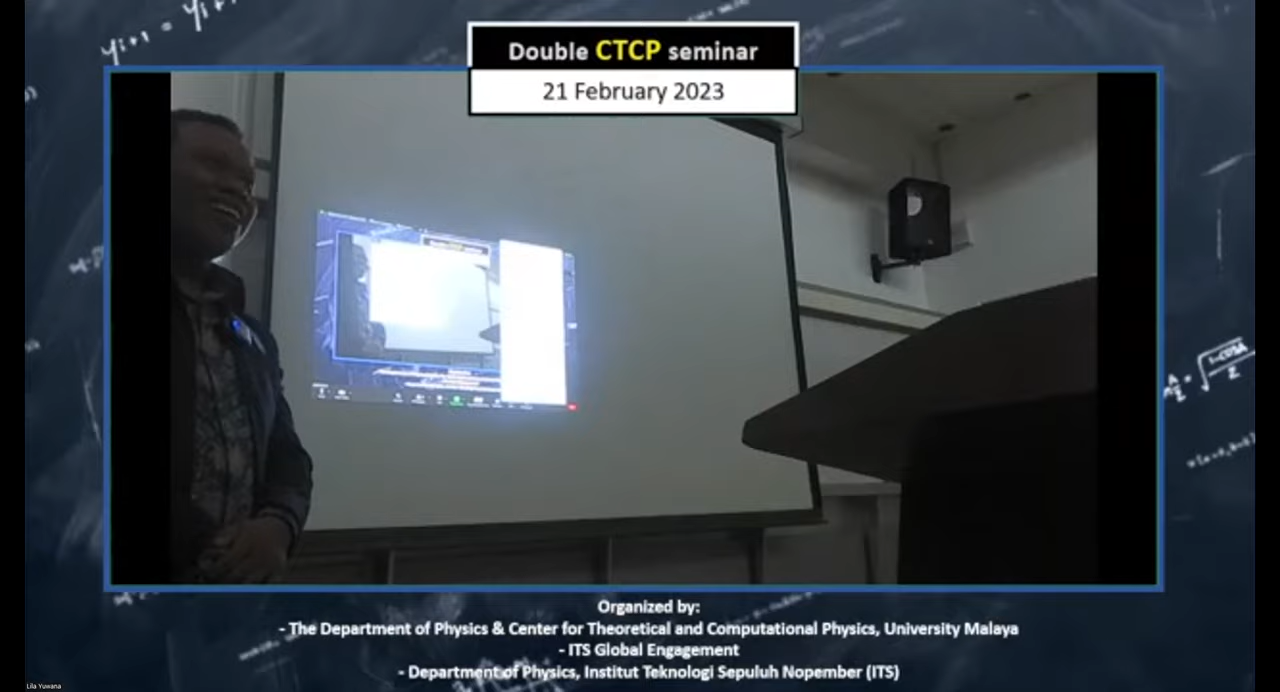 Double CTCP seminar
21 February 2023
Organized by:
- The Department of Physics & Center for Theoretical and Computational Physics, University Malaya
- ITS Global Engagement
- Department of Physics, Institut Teknologi Sepuluh Nopember (ITS)
Lila Yuwana